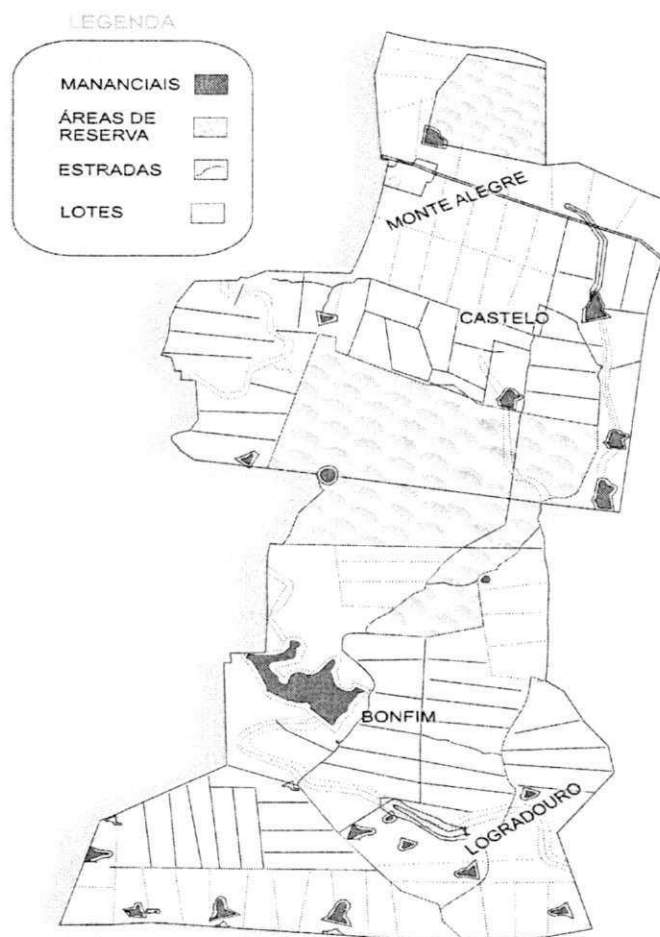 LEGENDA
MANANCIAIS
ÁREAS DE
RESERVA
ESTRADAS
LOTES
MONTE ALEGRE
CASTELO
BONFIM
LOGRADOURO